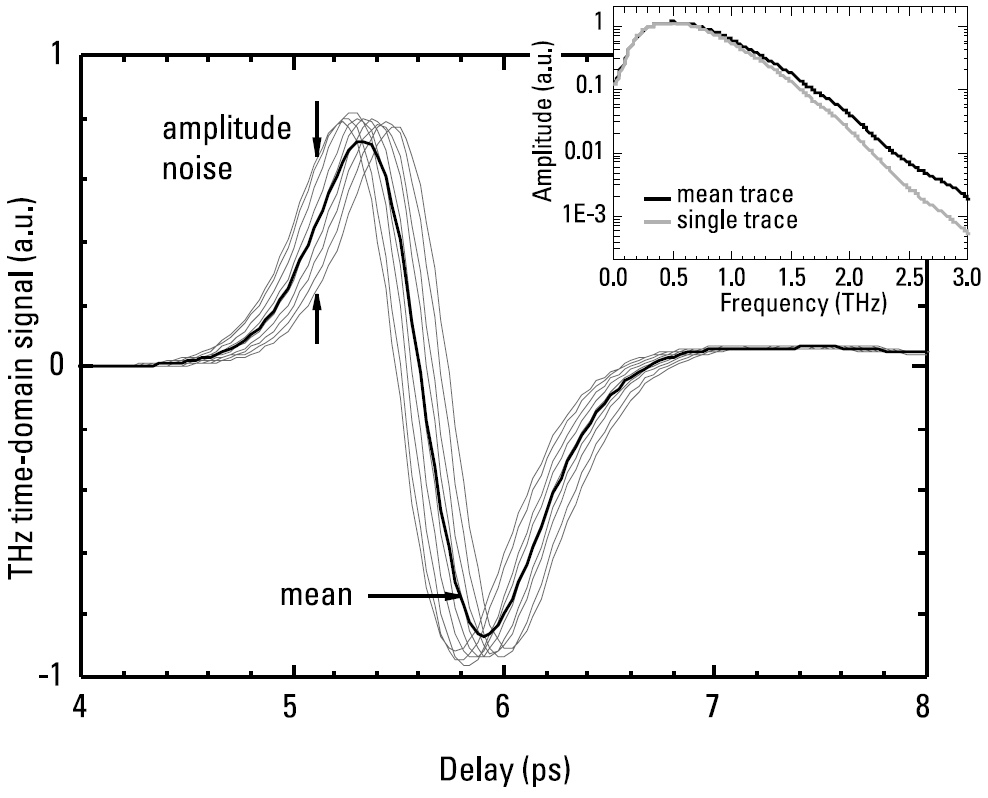 1
0
-1
THz time-domain signal (a.u.)
4
5
6
7
8
Delay (ps)
amplitude
noise
mean
1
0.1
0.01
1E-3
Amplitude (a.u.)
mean trace
single trace
0.0
0.5
1.0
1.5
2.0
2.5
3.0
Frequency (THz)